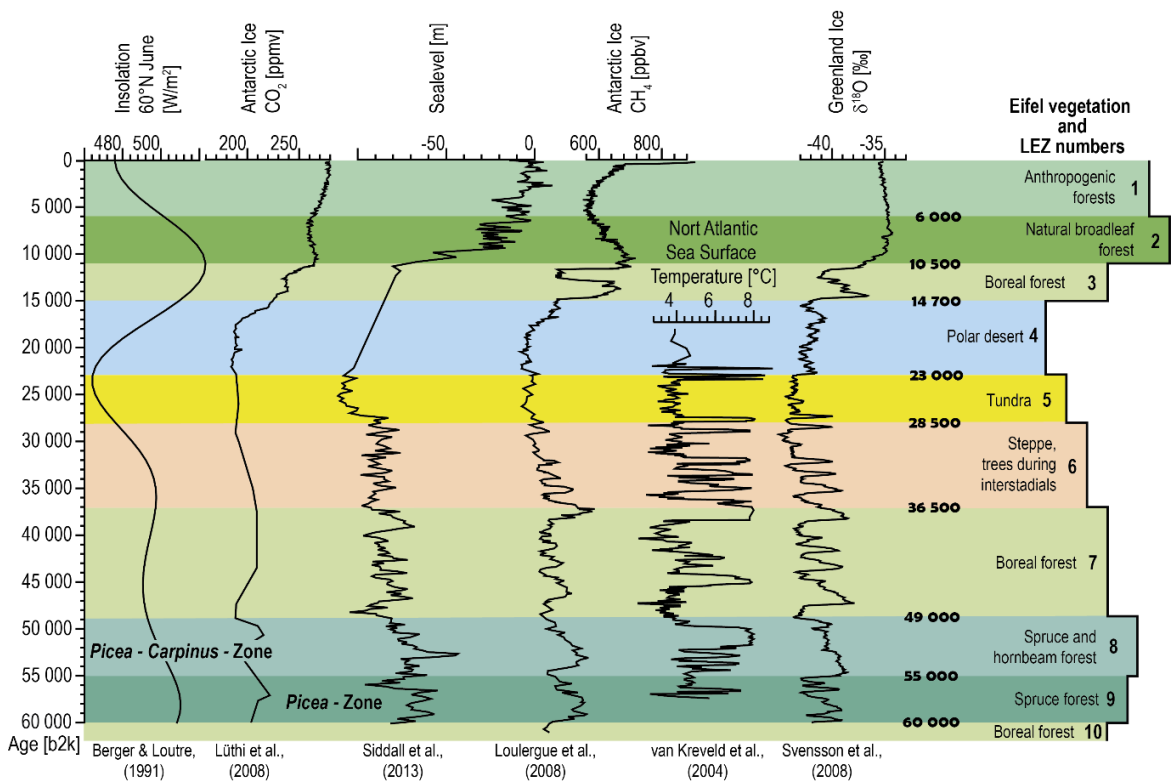 Insolation
60°N June
[W/m²]
Antarctic Ice
CO₂ [ppmv]
Sealevel [m]
Antarctic Ice
CH₄ [ppbv]
Greenland Ice
δ¹⁸O [‰]
Eifel vegetation
and
LEZ numbers
480 500
200 250
-50 0
600 800
-40 -35
0
5 000
10 000
15 000
20 000
25 000
30 000
35 000
40 000
45 000
50 000
55 000
60 000
Age [b2k]
Nort Atlantic
Sea Surface
Temperature [°C]
4 6 8
Anthropogenic
forests
1
6 000
Natural broadleaf
forest
2
10 500
Boreal forest 3
14 700
Polar desert 4
23 000
Tundra 5
28 500
Steppe,
trees during
interstadials
6
36 500
Boreal forest 7
49 000
Spruce and
hornbeam forest
8
55 000
Spruce forest 9
60 000
Boreal forest 10
Picea - Carpinus - Zone
Picea - Zone
Berger & Loutre,
(1991)
Lüthi et al.,
(2008)
Siddall et al.,
(2013)
Loulergue et al.,
(2008)
van Kreveld et al.,
(2004)
Svensson et al.,
(2008)